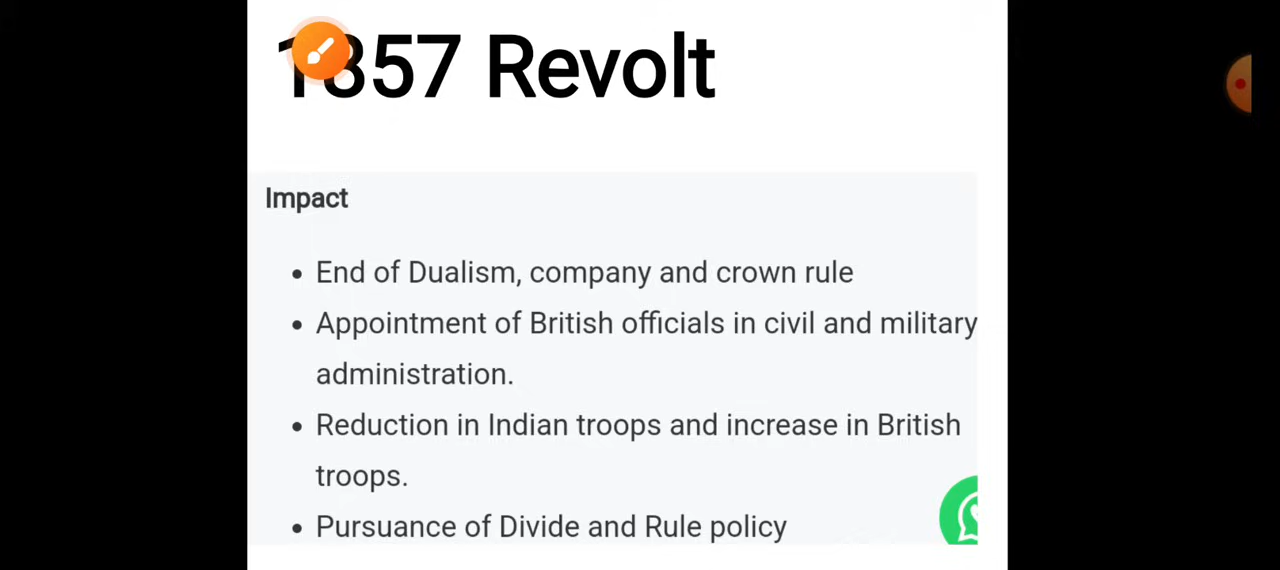 1857 Revolt
Impact
• End of Dualism, company and crown rule
• Appointment of British officials in civil and military
administration.
• Reduction in Indian troops and increase in British
troops.
• Pursuance of Divide and Rule policy